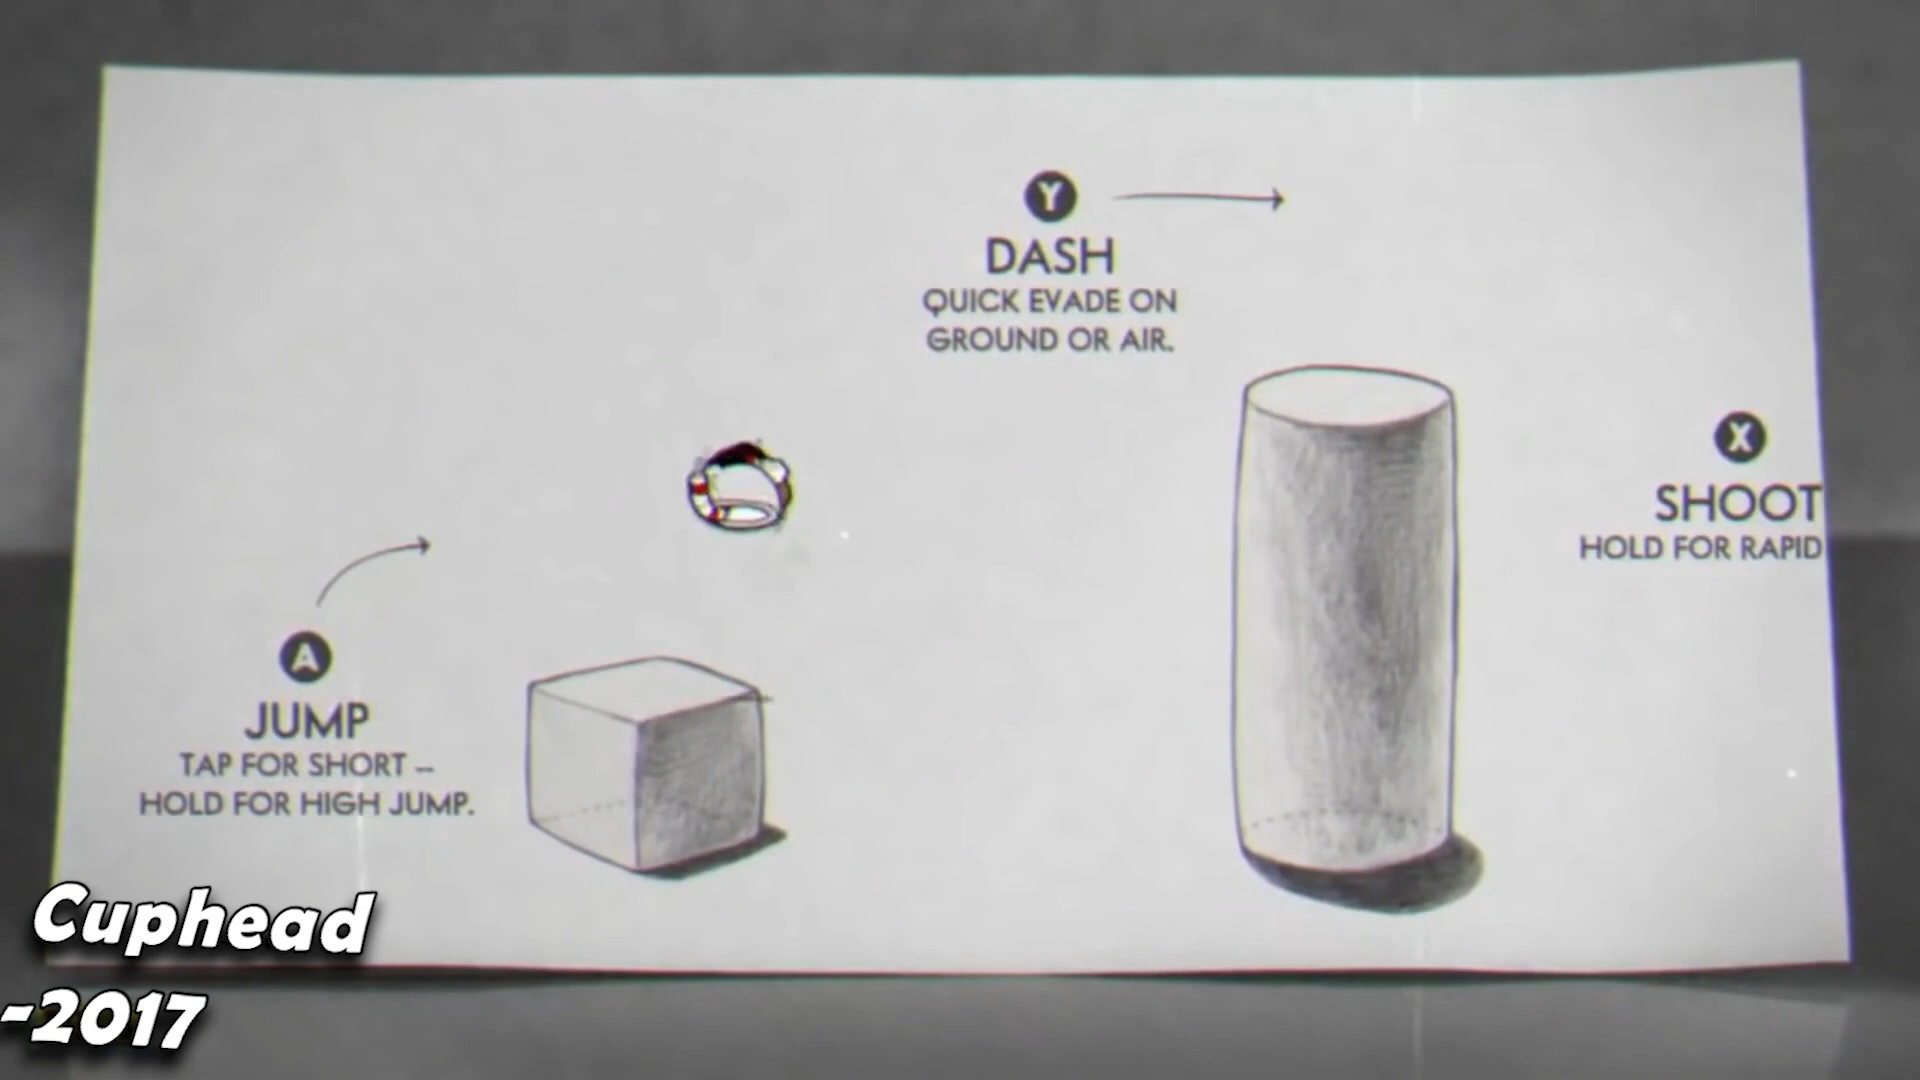 Y
DASH
QUICK EVADE ON
GROUND OR AIR.
X
SHOOT
HOLD FOR RAPID
A
JUMP
TAP FOR SHORT –
HOLD FOR HIGH JUMP.
Cuphead
-2017